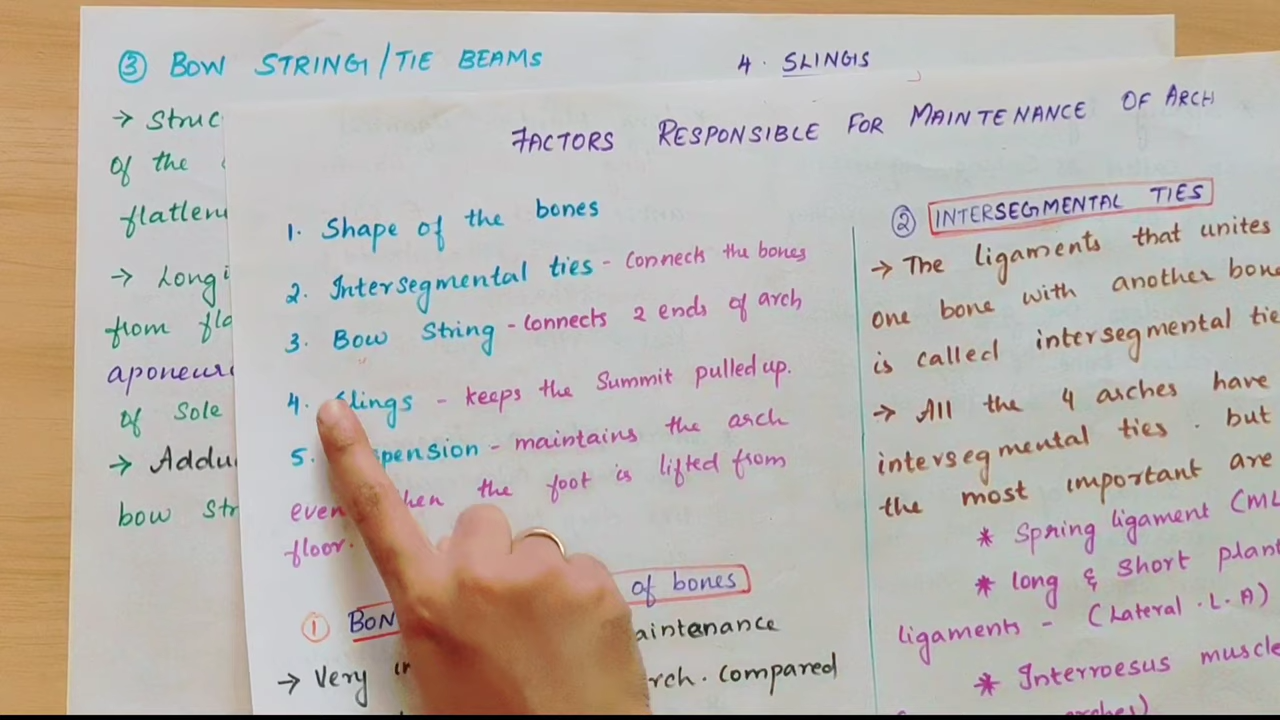 ③ BOW STRING/TIE BEAMS
4. SLINGS
→ Struc
of the
flatten
→ Longi
from fla
aponeuro
of Sole
→ Addu
bow str
FACTORS RESPONSIBLE FOR MAINTENANCE OF ARCH
1. Shape of the bones
2. Intersegmental ties - connects the bones
3. Bow String - connects 2 ends of arch
4. Slings - keeps the Summit pulled up.
5. pension - maintains the arch
even hen the foot is lifted from
floor.
① BON of bones
aintenance
→ Very rch. compared
② INTERSEGMENTAL TIES
→ The ligaments that unites
one bone with another bone
is called intersegmental tie
→ All the 4 arches have
intersegmental ties. but
the most important are
* Spring ligament (ML
* long & Short plant
ligaments - (Lateral.L.A)
* Interroesus muscle